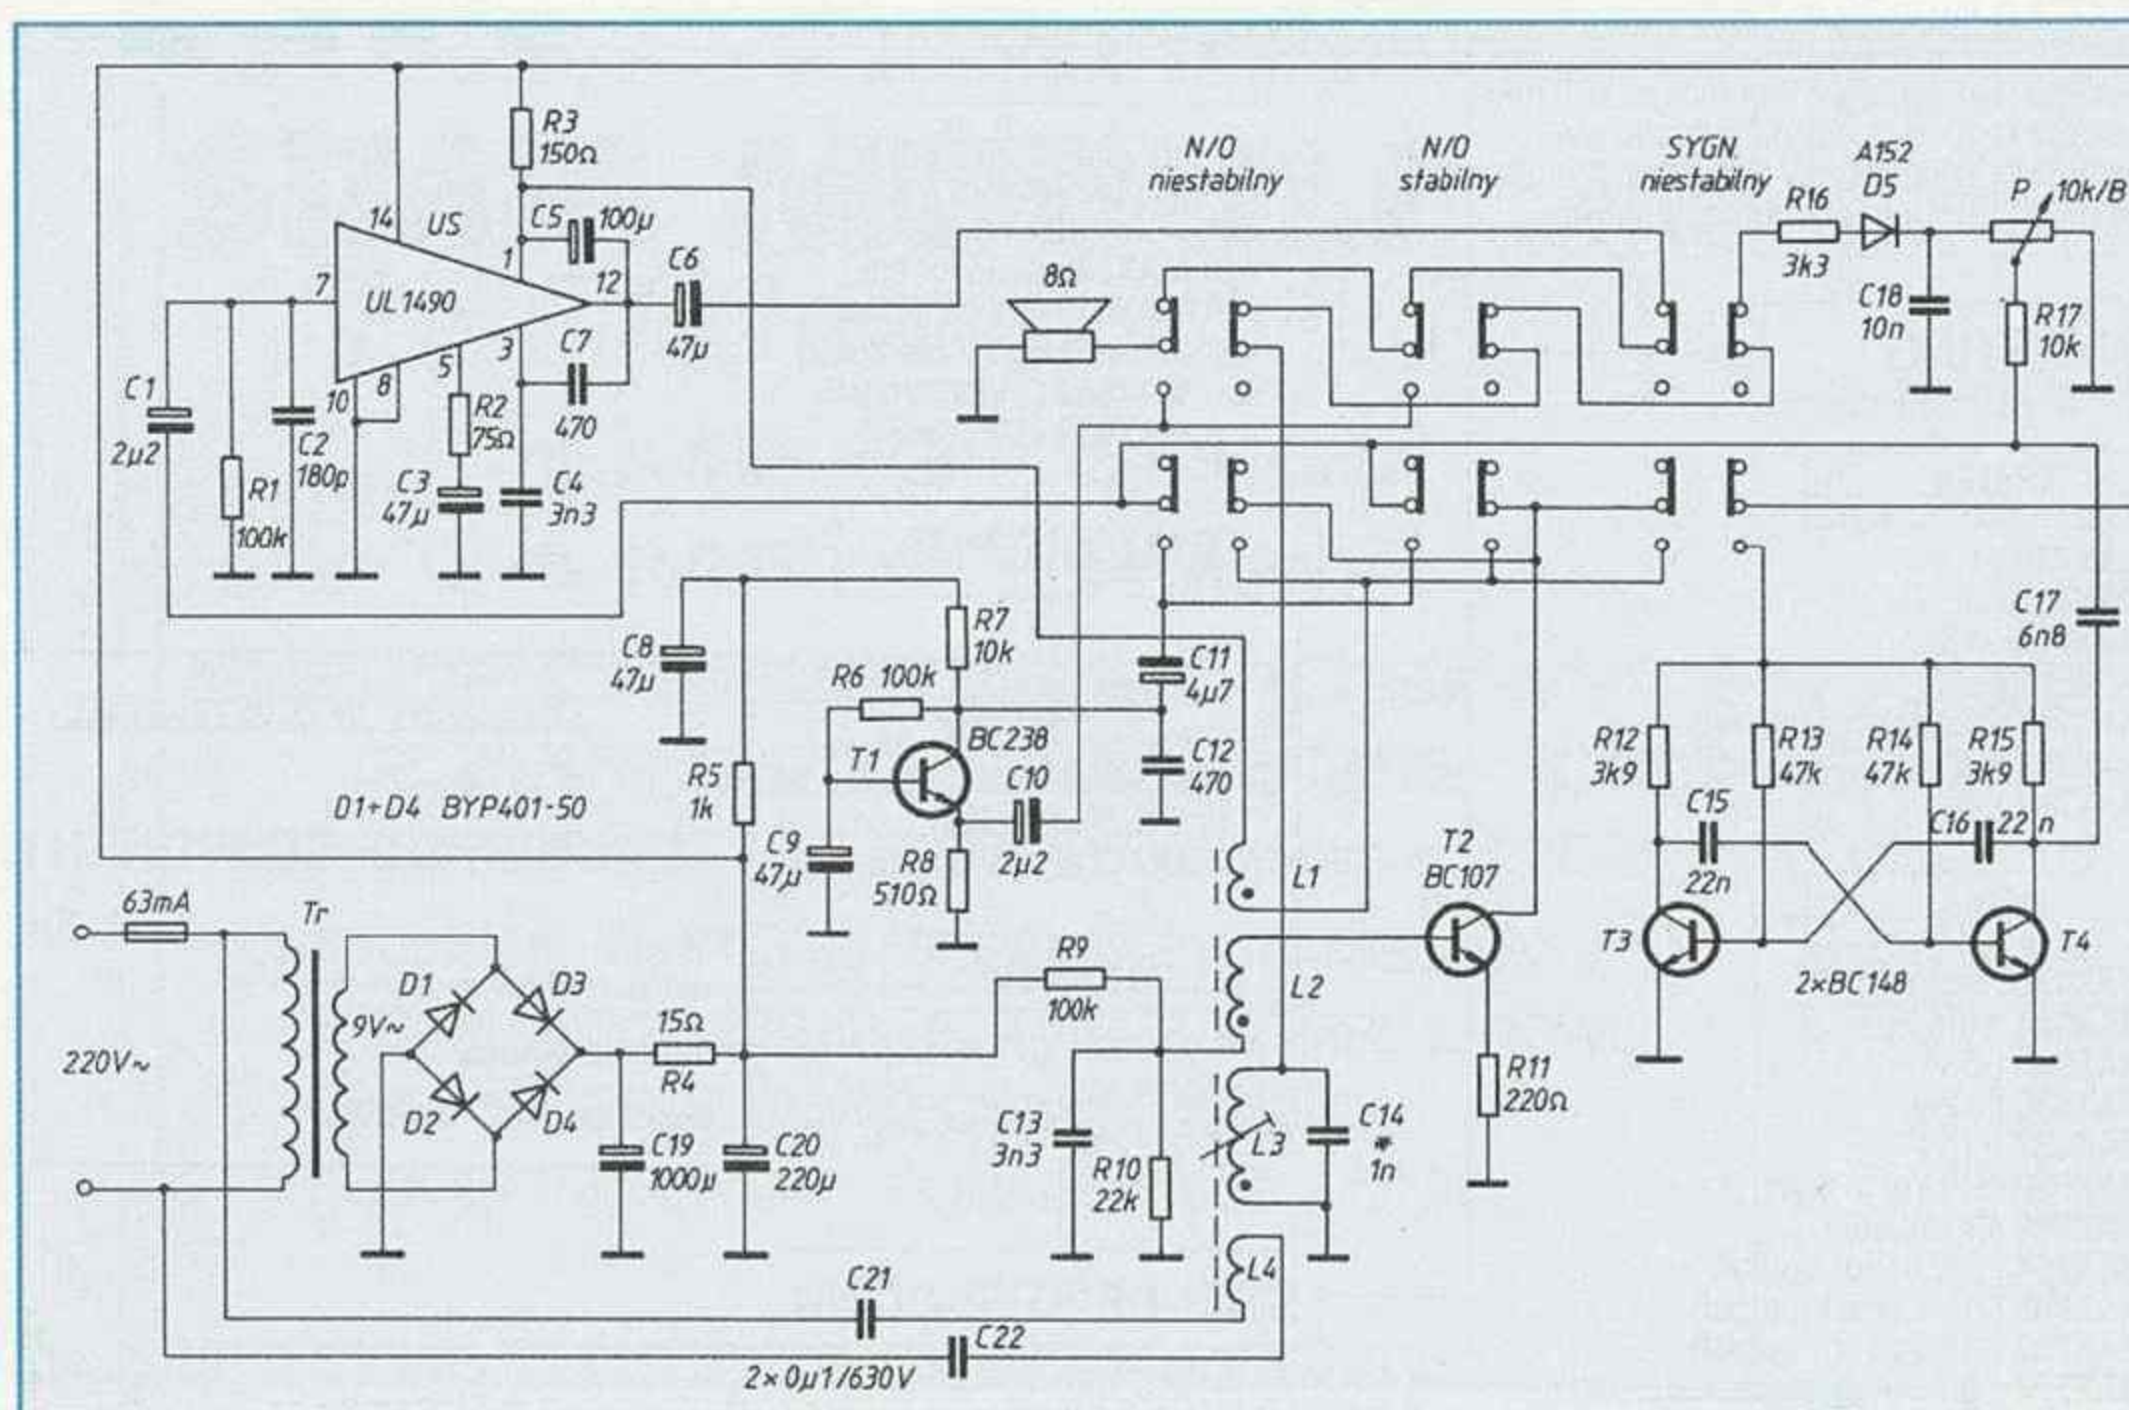 R3
150Ω
N/O
niestabilny
N/O
stabilny
SYGN.
niestabilny
A152
D5
R16
3k3
P
10k/B
14
US
C5
100µ
1
12
C6
47µ
7
UL1490
8Ω
C18
10n
R17
10k
C1
2µ2
10
8
5
3
C7
470
R2
75Ω
C2
180p
R1
100k
C3
47µ
C4
3n3
C8
47µ
R7
10k
R6 100k
C11
4µ7
C17
6n8
T1
BC238
C12
470
R12
3k9
R13
47k
R14
47k
R15
3k9
D1÷D4 BYP401-50
R5
1k
C10
2µ2
C9
47µ
R8
510Ω
C15
22n
C16
22n
T2
BC107
L1
T3
T4
2×BC148
63mA
Tr
R9
100k
L2
D1
D3
9V~
15Ω
R4
220V~
D2
D4
R11
220Ω
C19
1000µ
C20
220µ
C13
3n3
R10
22k
L3
C14
*
1n
L4
C21
C22
2×0µ1/630V